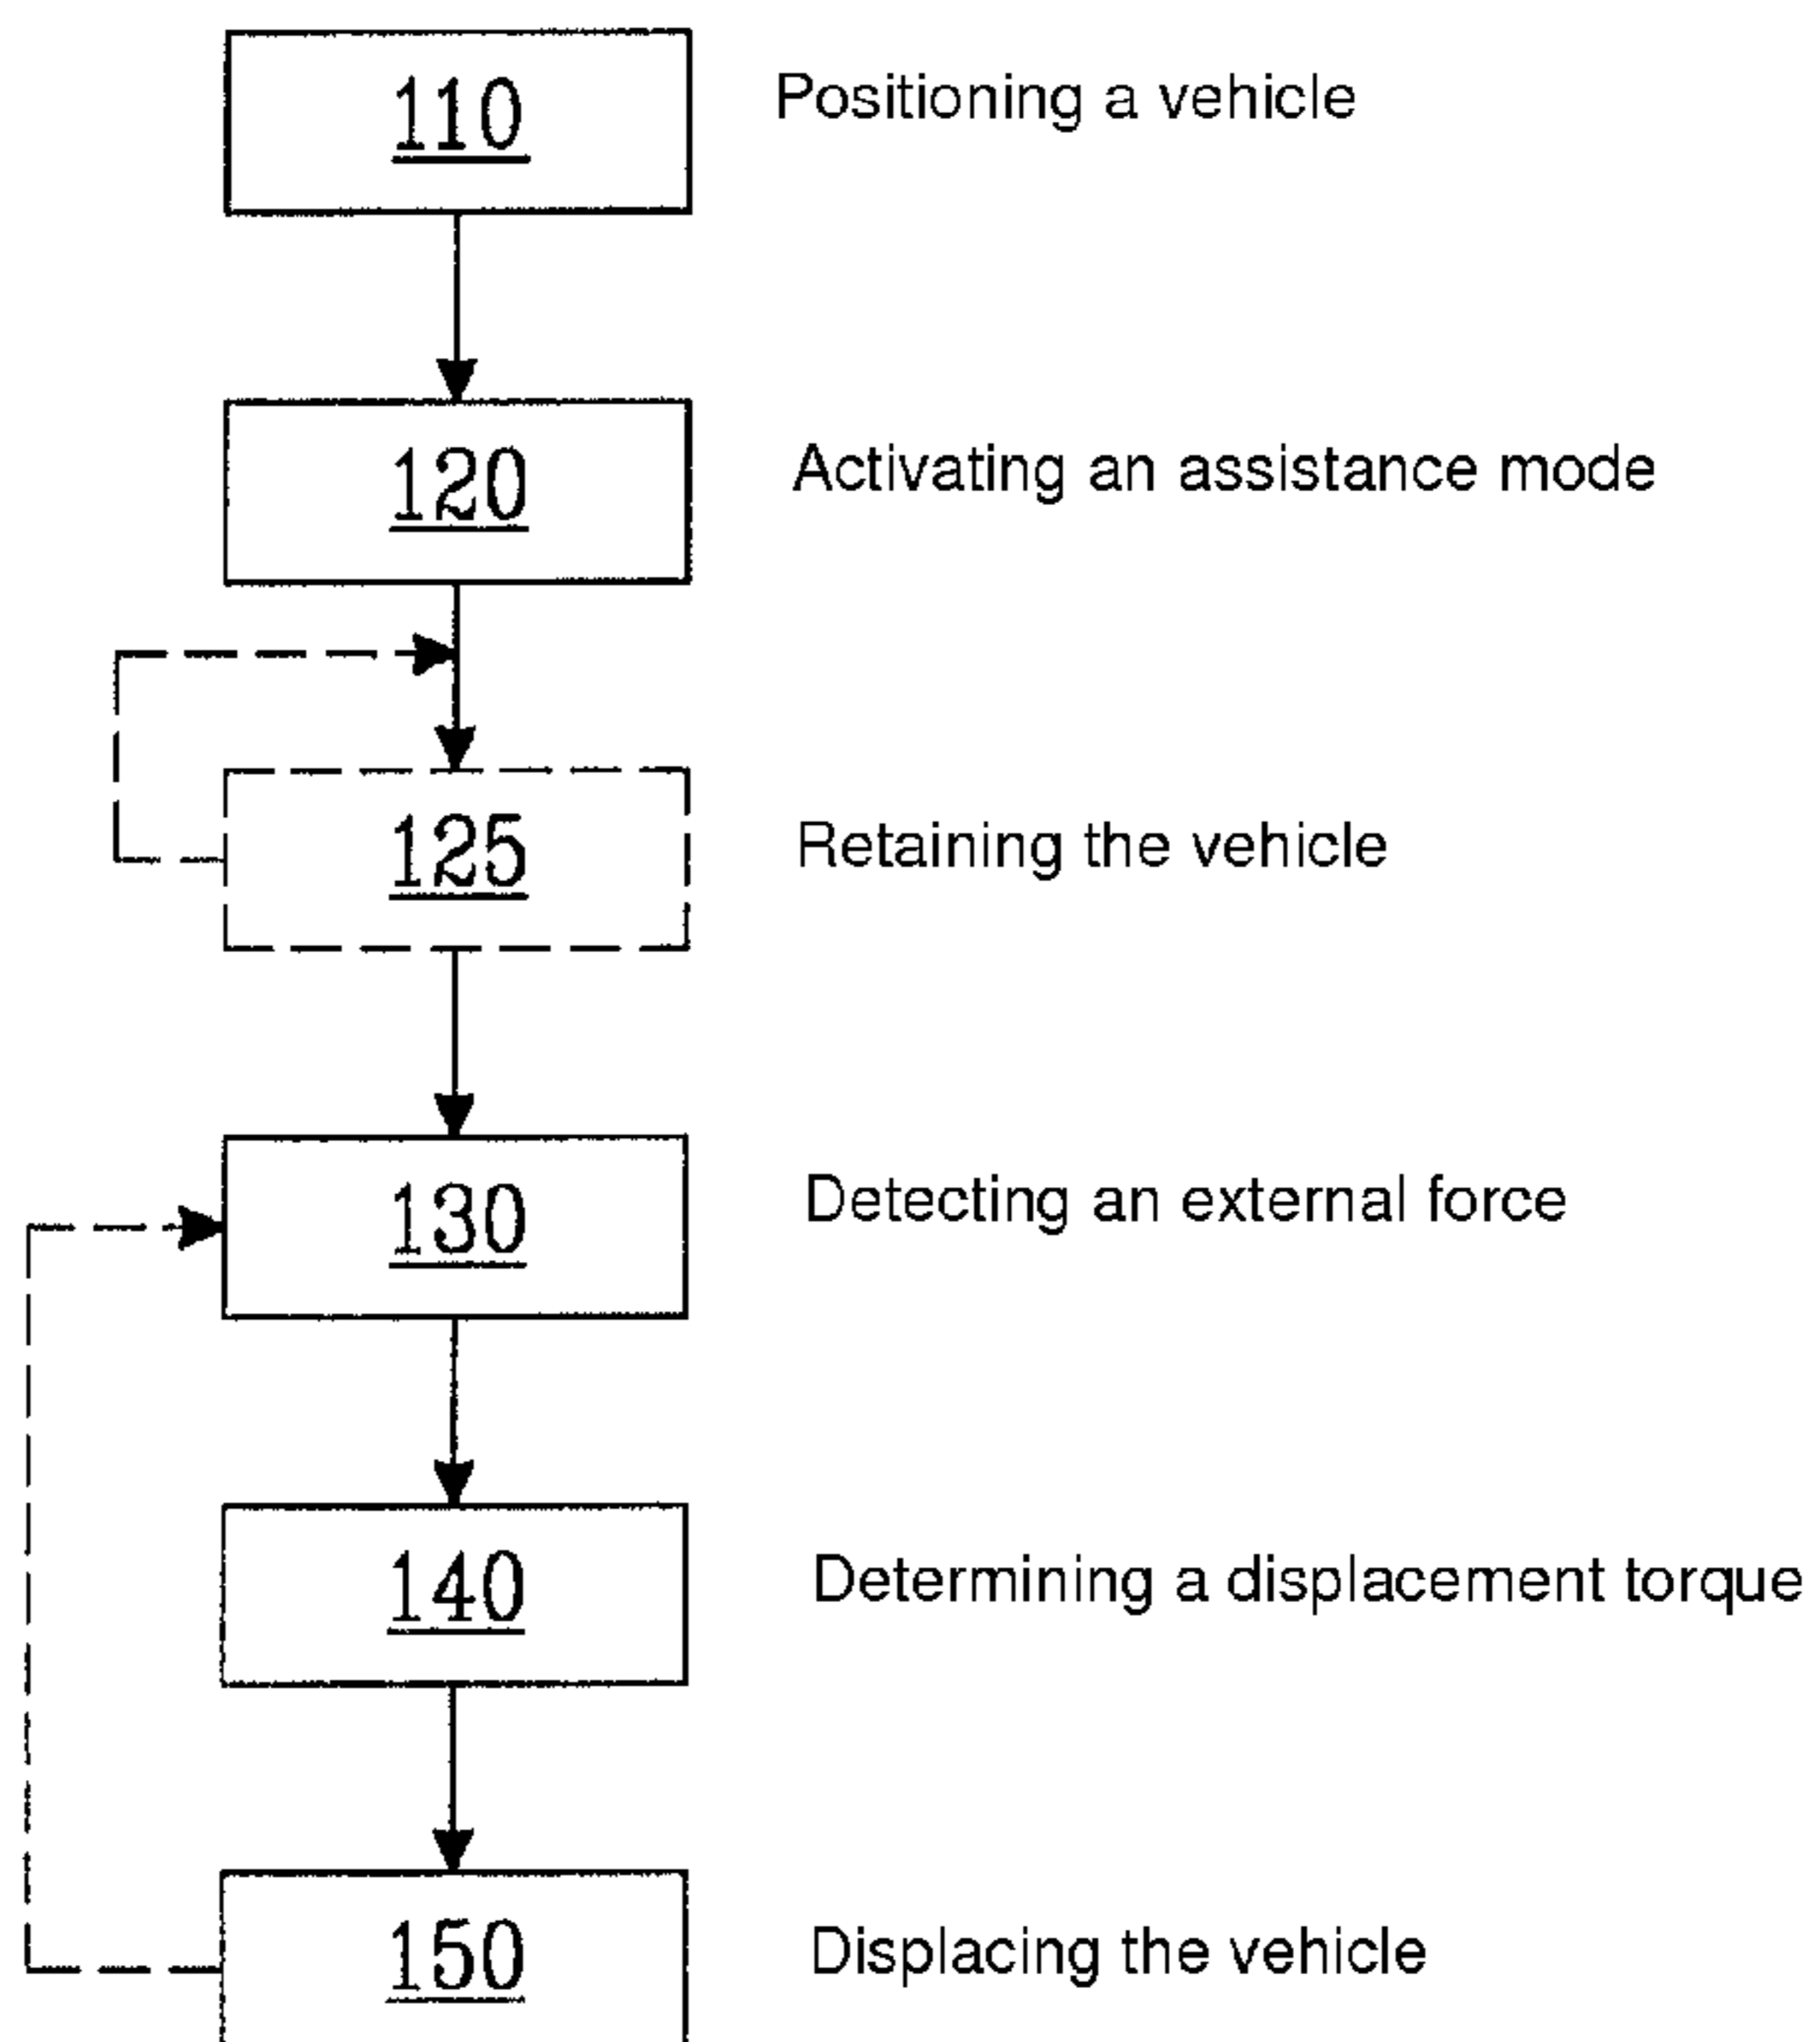 110 Positioning a vehicle
120 Activating an assistance mode
125 Retaining the vehicle
130 Detecting an external force
140 Determining a displacement torque
150 Displacing the vehicle